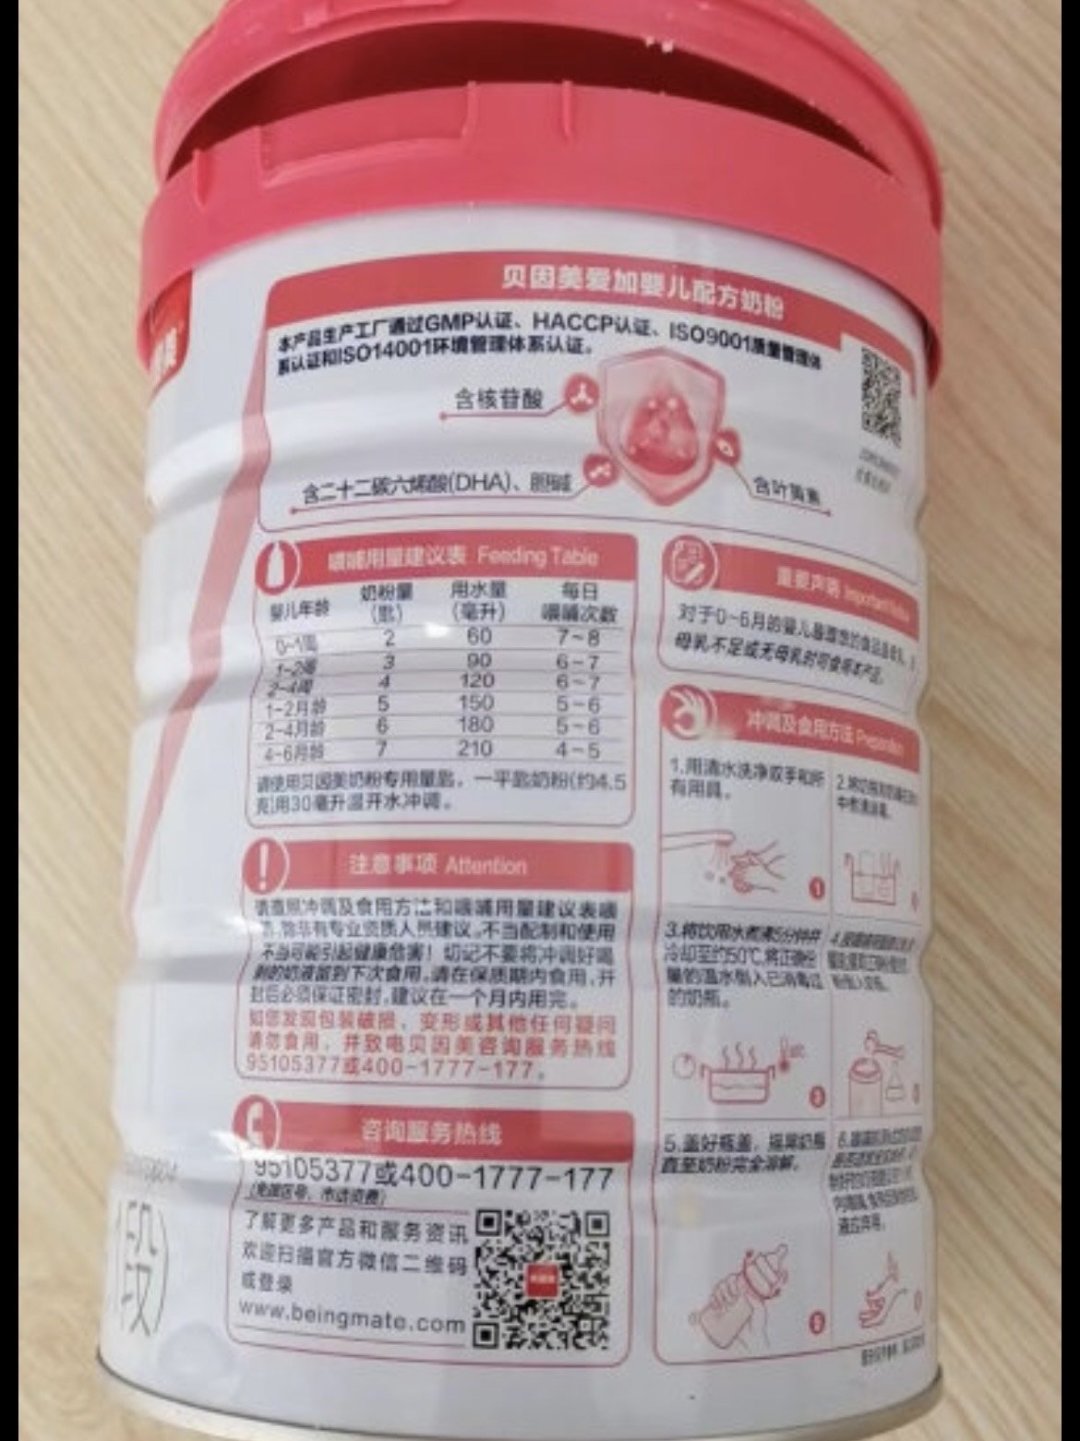 贝因美爱加婴儿配方奶粉
本产品生产工厂通过GMP认证、HACCP认证、ISO9001质量管理体
系认证和ISO14001环境管理体系认证。
含核苷酸
含二十二碳六烯酸(DHA)、胆碱
含叶黄素
喂哺用量建议表 Feeding Table
婴儿年龄 奶粉量(匙) 用水量(毫升) 每日喂哺次数
0~1周 2 60 7~8
1~2周 3 90 6~7
2~4周 4 120 6~7
1-2月龄 5 150 5~6
2-4月龄 6 180 5~6
4-6月龄 7 210 4~5
请使用贝因美奶粉专用量匙。一平匙奶粉(约4.5
克)用30毫升温开水冲调。
注意事项 Attention
请遵照冲调及食用方法和喂哺用量建议表喂
哺,除非有专业资质人员建议。不当配制和使用
不当可能引起健康危害!切记不要将冲调好喝
剩的奶液留到下次食用。请在保质期内食用,开
封后必须保证密封,建议在一个月内用完。
如您发现包装破损、变形或其他任何疑问
请勿食用,并致电贝因美咨询服务热线
95105377或400-1777-177。
咨询服务热线
95105377或400-1777-177
(免拨区号、市话资费)
了解更多产品和服务资讯
欢迎扫描官方微信二维码
或登录
www.beingmate.com
重要声明 Important
对于0~6月的婴儿最理想的食品是母乳,
母乳不足或无母乳时可食用本产品。
冲调及食用方法 Preparation
1.用清水洗净双手和所
有用具。
1
2.
中煮沸消毒。
3.将饮用水煮沸5分钟并
冷却至约50℃,将正确份
量的温水倒入已消毒过
的奶瓶。
3
4.
5.盖好瓶盖,摇晃奶瓶
直至奶粉完全溶解。
5
6.
液应弃用。
1段